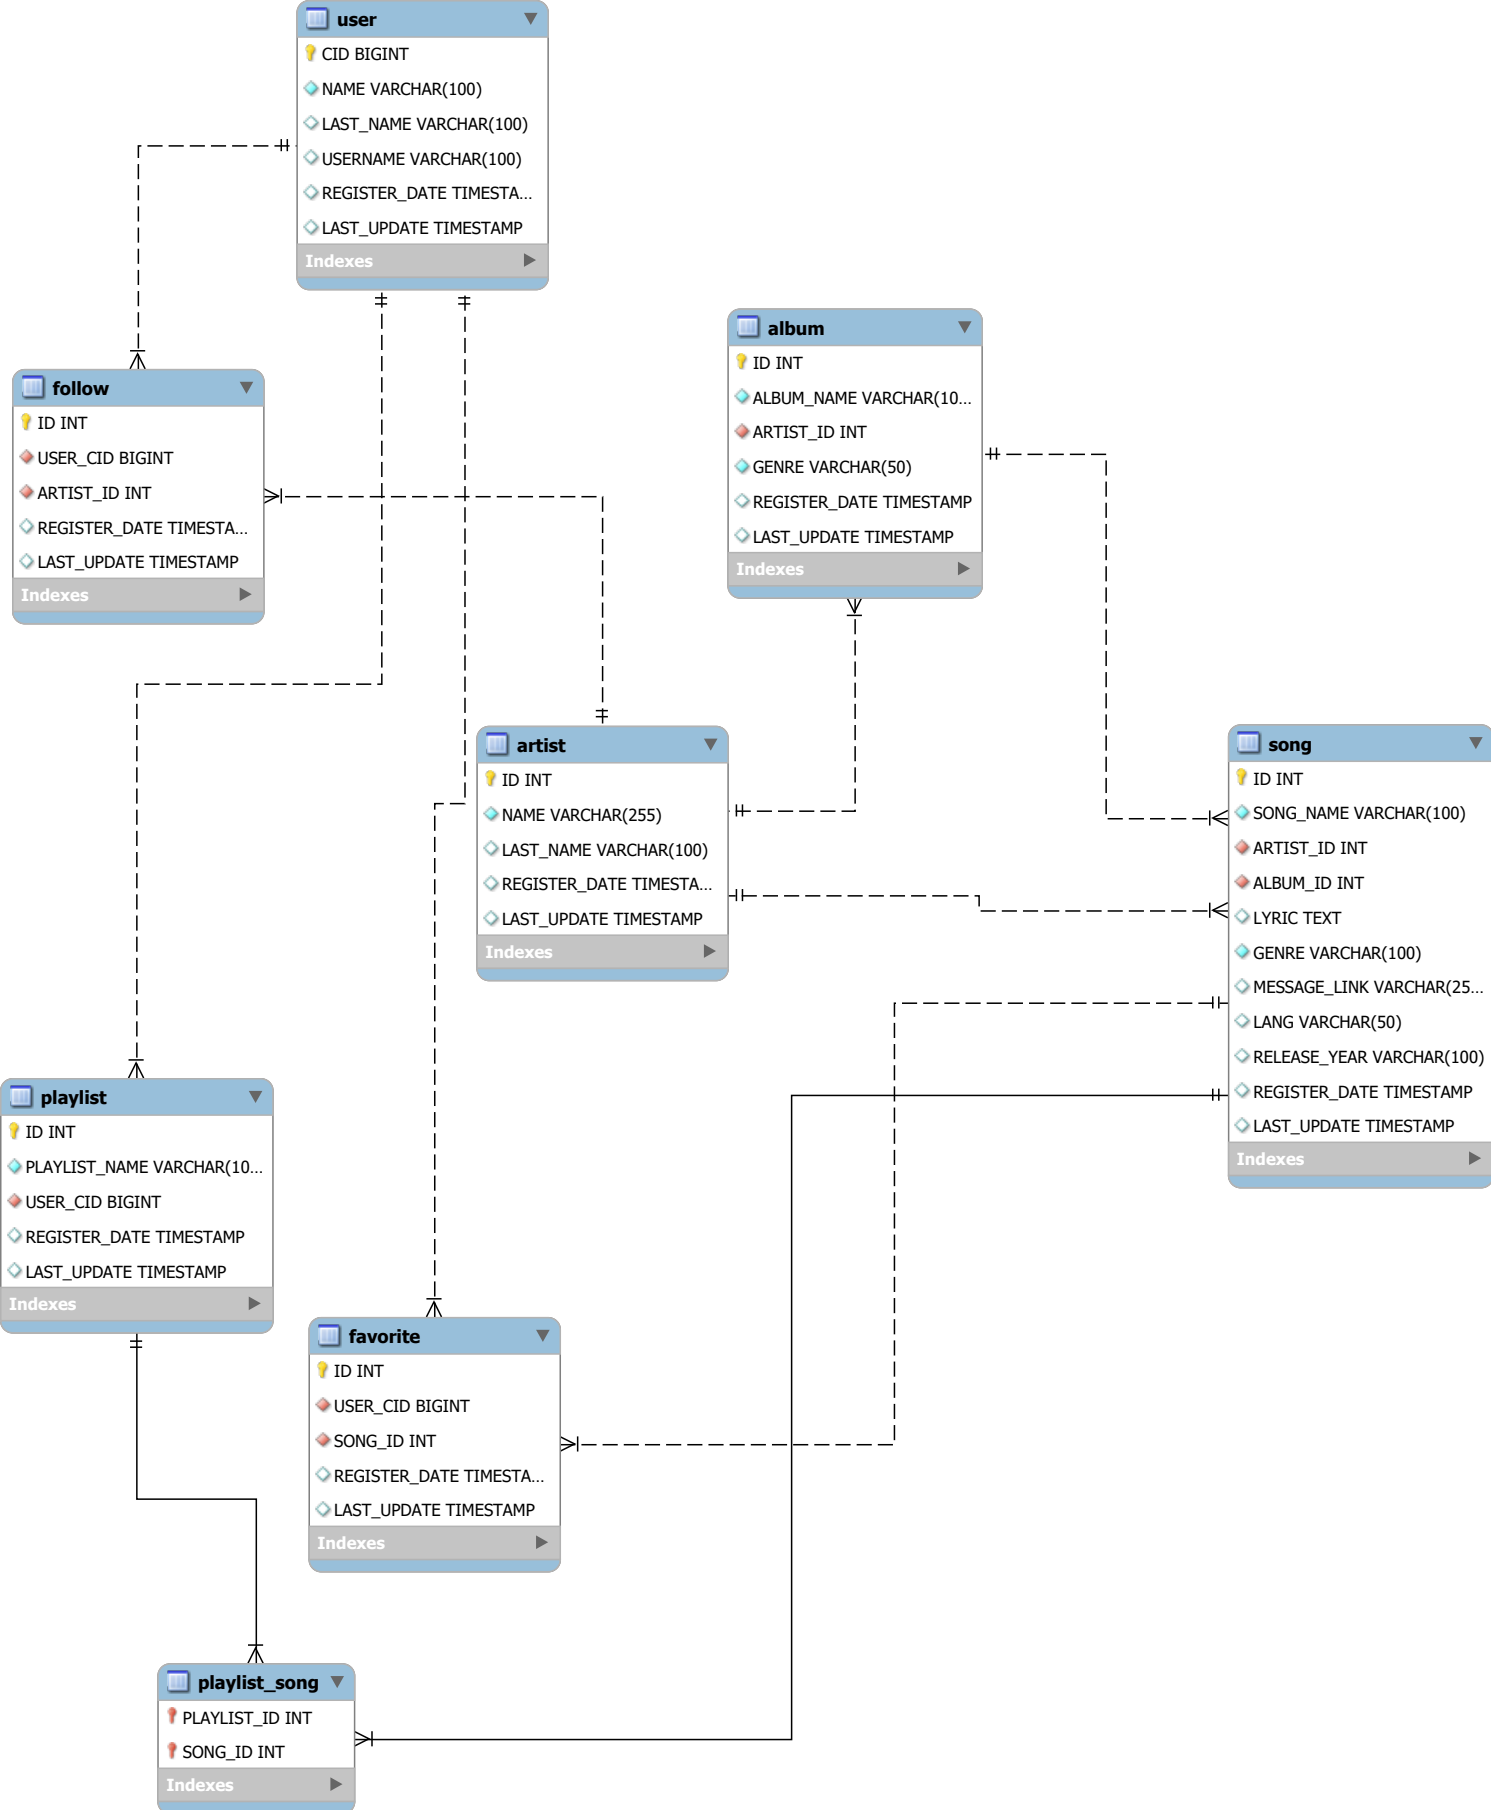 user
CID BIGINT
NAME VARCHAR(100)
LAST_NAME VARCHAR(100)
USERNAME VARCHAR(100)
REGISTER_DATE TIMESTA...
LAST_UPDATE TIMESTAMP
Indexes
follow
ID INT
USER_CID BIGINT
ARTIST_ID INT
REGISTER_DATE TIMESTA...
LAST_UPDATE TIMESTAMP
Indexes
album
ID INT
ALBUM_NAME VARCHAR(10...
ARTIST_ID INT
GENRE VARCHAR(50)
REGISTER_DATE TIMESTAMP
LAST_UPDATE TIMESTAMP
Indexes
artist
ID INT
NAME VARCHAR(255)
LAST_NAME VARCHAR(100)
REGISTER_DATE TIMESTA...
LAST_UPDATE TIMESTAMP
Indexes
song
ID INT
SONG_NAME VARCHAR(100)
ARTIST_ID INT
ALBUM_ID INT
LYRIC TEXT
GENRE VARCHAR(100)
MESSAGE_LINK VARCHAR(25...
LANG VARCHAR(50)
RELEASE_YEAR VARCHAR(100)
REGISTER_DATE TIMESTAMP
LAST_UPDATE TIMESTAMP
Indexes
playlist
ID INT
PLAYLIST_NAME VARCHAR(10...
USER_CID BIGINT
REGISTER_DATE TIMESTAMP
LAST_UPDATE TIMESTAMP
Indexes
favorite
ID INT
USER_CID BIGINT
SONG_ID INT
REGISTER_DATE TIMESTA...
LAST_UPDATE TIMESTAMP
Indexes
playlist_song
PLAYLIST_ID INT
SONG_ID INT
Indexes